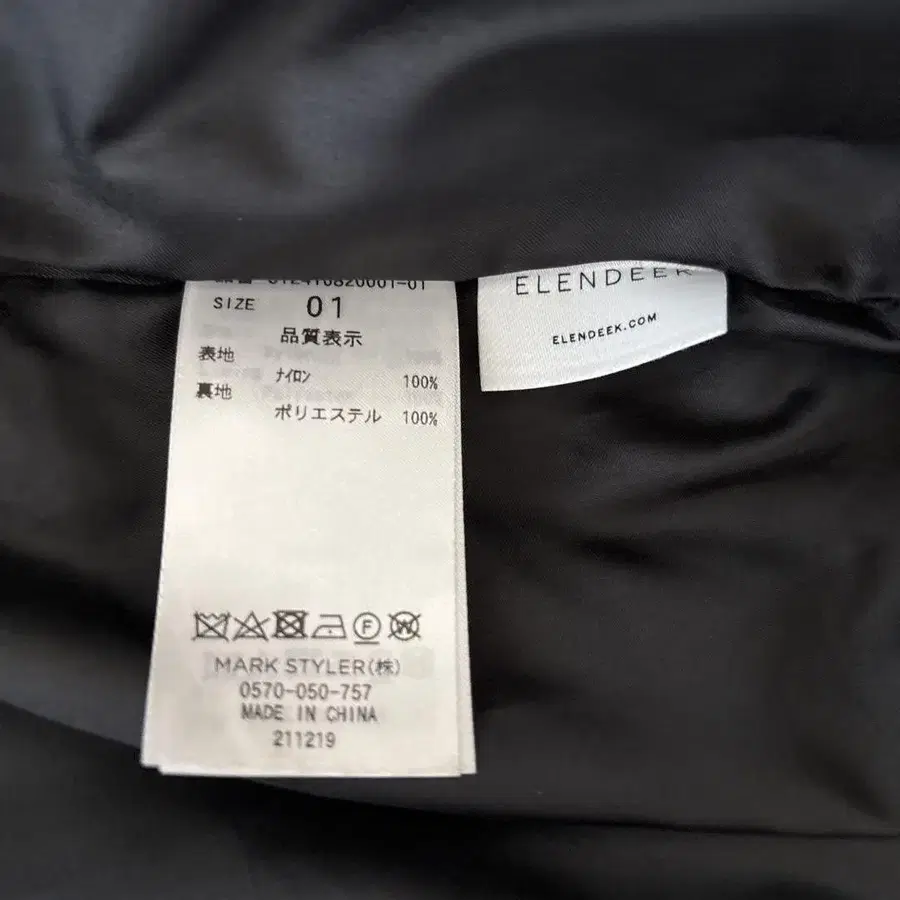 SIZE 01
品質表示
表地
ナイロン 100%
裏地
ポリエステル 100%
MARK STYLER(株)
0570-050-757
MADE IN CHINA
211219
ELENDEEK
ELENDEEK.COM